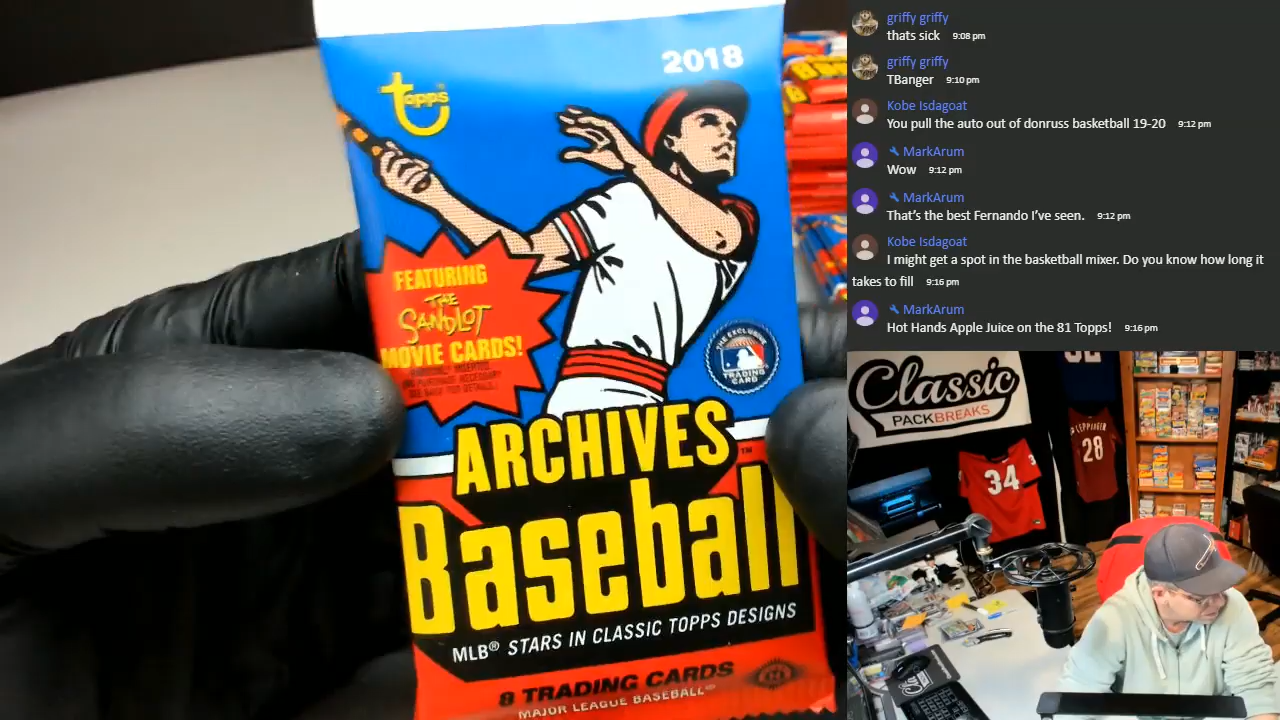 2018
topps
FEATURING
THE
SANDLOT
MOVIE CARDS!
THE EXCLUSIVE
TRADING
CARD
ARCHIVES
Baseball
MLB® STARS IN CLASSIC TOPPS DESIGNS
8 TRADING CARDS
MAJOR LEAGUE BASEBALL
griffy griffy
thats sick 9:08 pm
griffy griffy
TBanger 9:10 pm
Kobe Isdagoat
You pull the auto out of donruss basketball 19-20 9:12 pm
MarkArum
Wow 9:12 pm
MarkArum
That's the best Fernando I've seen. 9:12 pm
Kobe Isdagoat
I might get a spot in the basketball mixer. Do you know how long it
takes to fill 9:16 pm
MarkArum
Hot Hands Apple Juice on the 81 Topps! 9:16 pm
Classic
PACKBREAKS
34
LEPPINGER
28
Classic